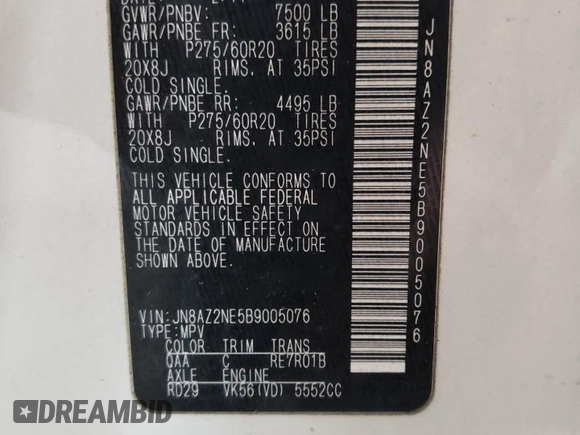 GVWR/PNBV: 7500 LB
GAWR/PNBE FR: 3615 LB
WITH P275/60R20 TIRES
20X8J RIMS. AT 35PSI
COLD SINGLE.
GAWR/PNBE RR: 4495 LB
WITH P275/60R20 TIRES
20X8J RIMS. AT 35PSI
COLD SINGLE.
THIS VEHICLE CONFORMS TO
ALL APPLICABLE FEDERAL
MOTOR VEHICLE SAFETY
STANDARDS IN EFFECT ON
THE DATE OF MANUFACTURE
SHOWN ABOVE.
VIN:JN8AZ2NE5B9005076
TYPE:MPV
COLOR TRIM TRANS
QAA C RE7R01B
AXLE ENGINE
RD29 VK56(VD) 5552CC
JN8AZ2NE5B9005076
DREAMBID